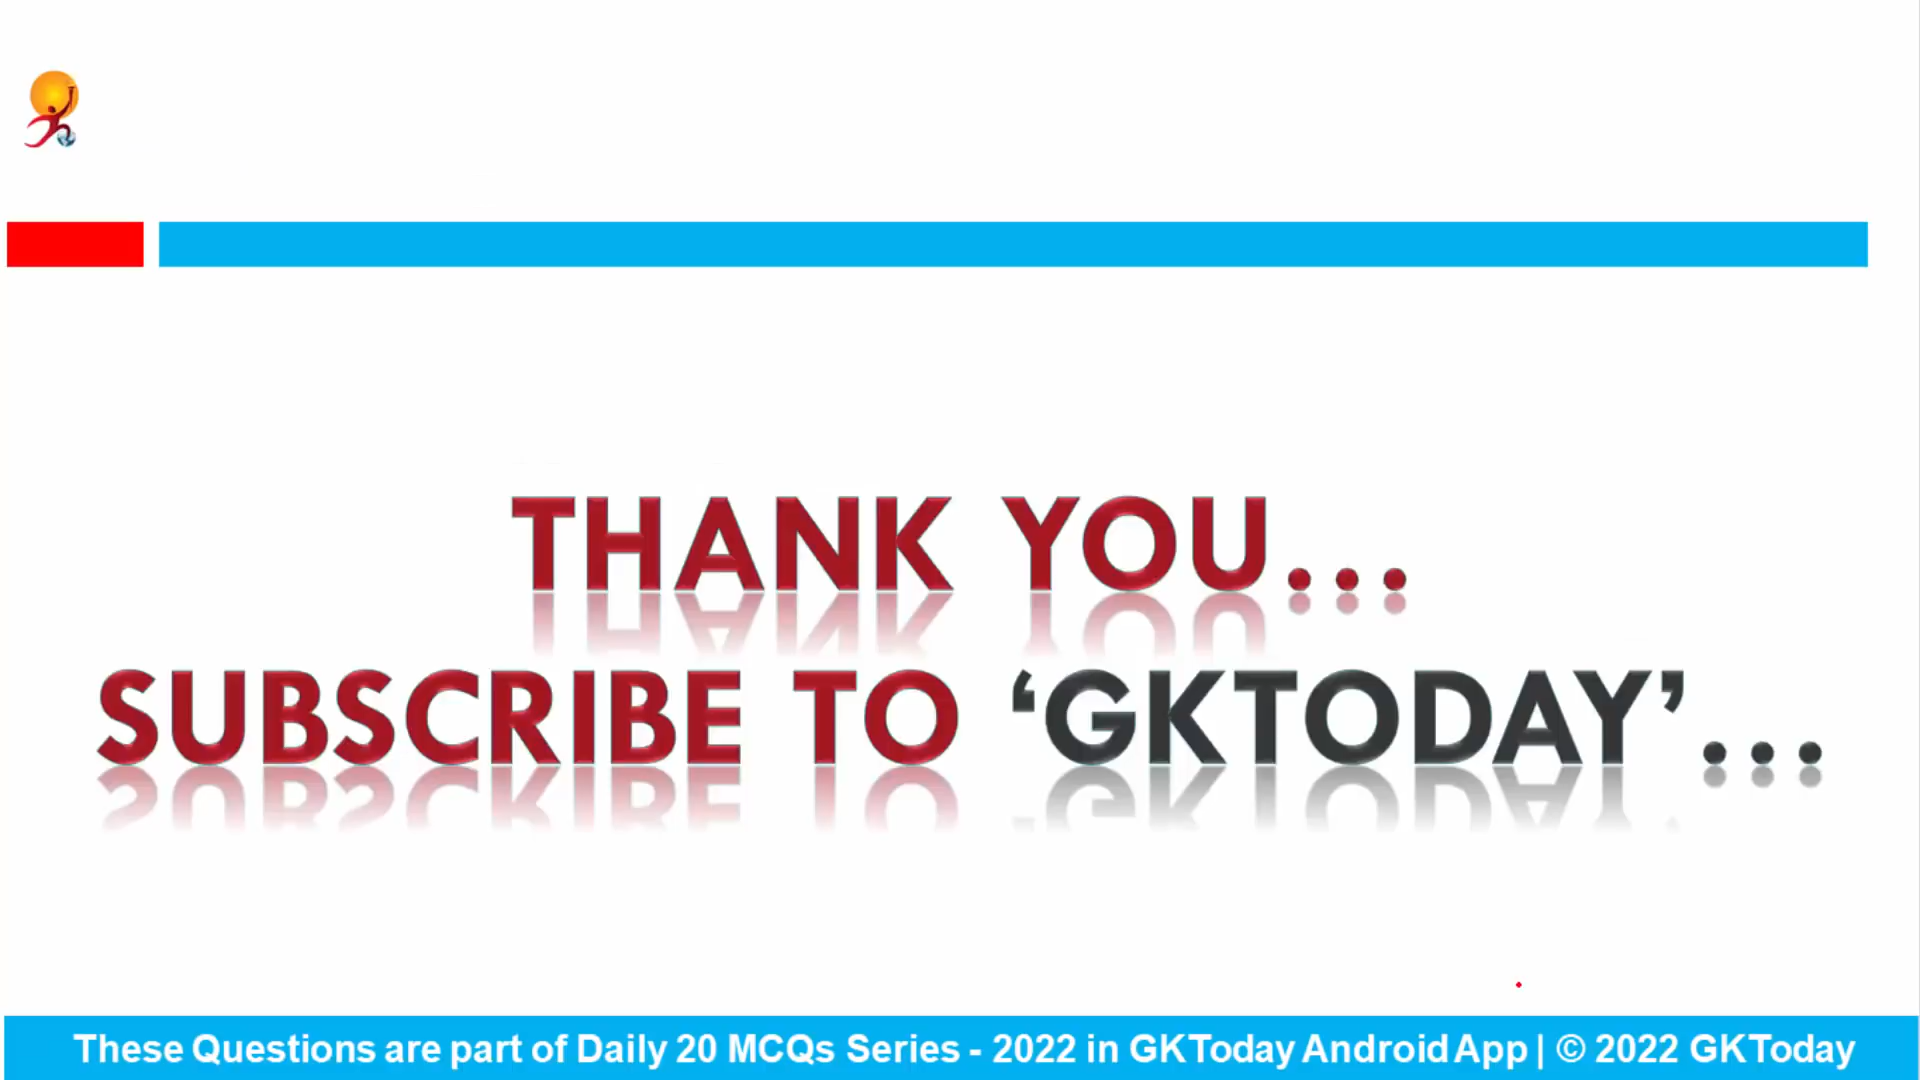 THANK YOU...
SUBSCRIBE TO ‘GKTODAY’...
These Questions are part of Daily 20 MCQs Series - 2022 in GKToday Android App | © 2022 GKToday